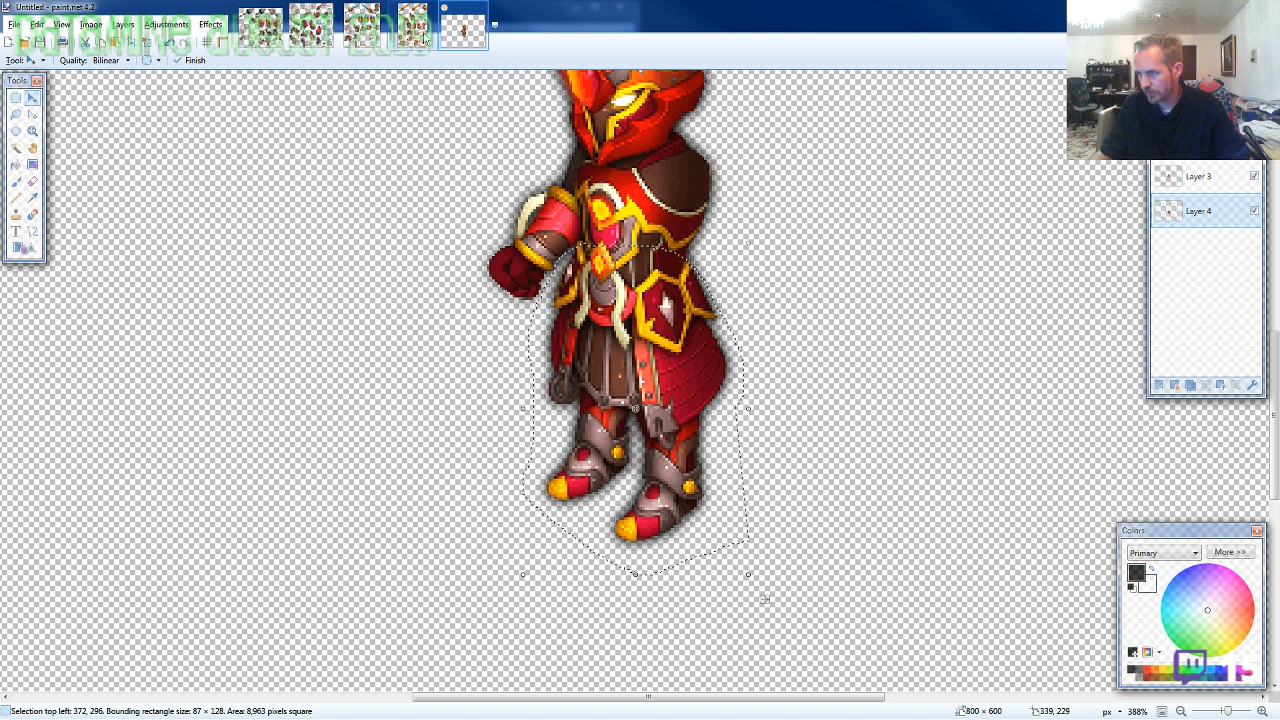 Untitled - paint.net 4.2
File Edit View Image Layers Adjustments Effects
Tool: Quality: Bilinear Finish
Tools
Layer 3
Layer 4
Colors
Primary More >>
Selection top left: 372, 296. Bounding rectangle size: 87 × 128. Area: 8,963 pixels square
800 × 600
339, 229
px
388%